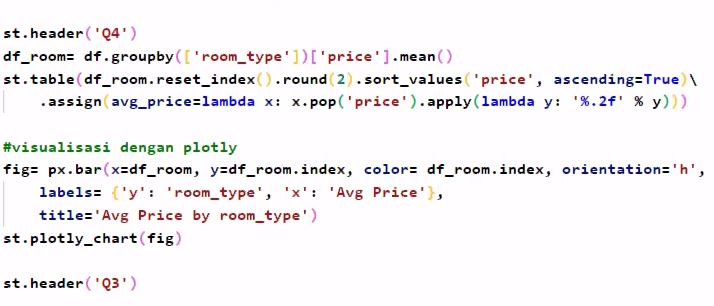 st.header('Q4')
df_room= df.groupby(['room_type'])['price'].mean()
st.table(df_room.reset_index().round(2).sort_values('price', ascending=True)\
    .assign(avg_price=lambda x: x.pop('price').apply(lambda y: '%.2f' % y)))
#visualisasi dengan plotly
fig= px.bar(x=df_room, y=df_room.index, color= df_room.index, orientation='h',
    labels= {'y': 'room_type', 'x': 'Avg Price'},
    title='Avg Price by room_type')
st.plotly_chart(fig)
st.header('Q3')